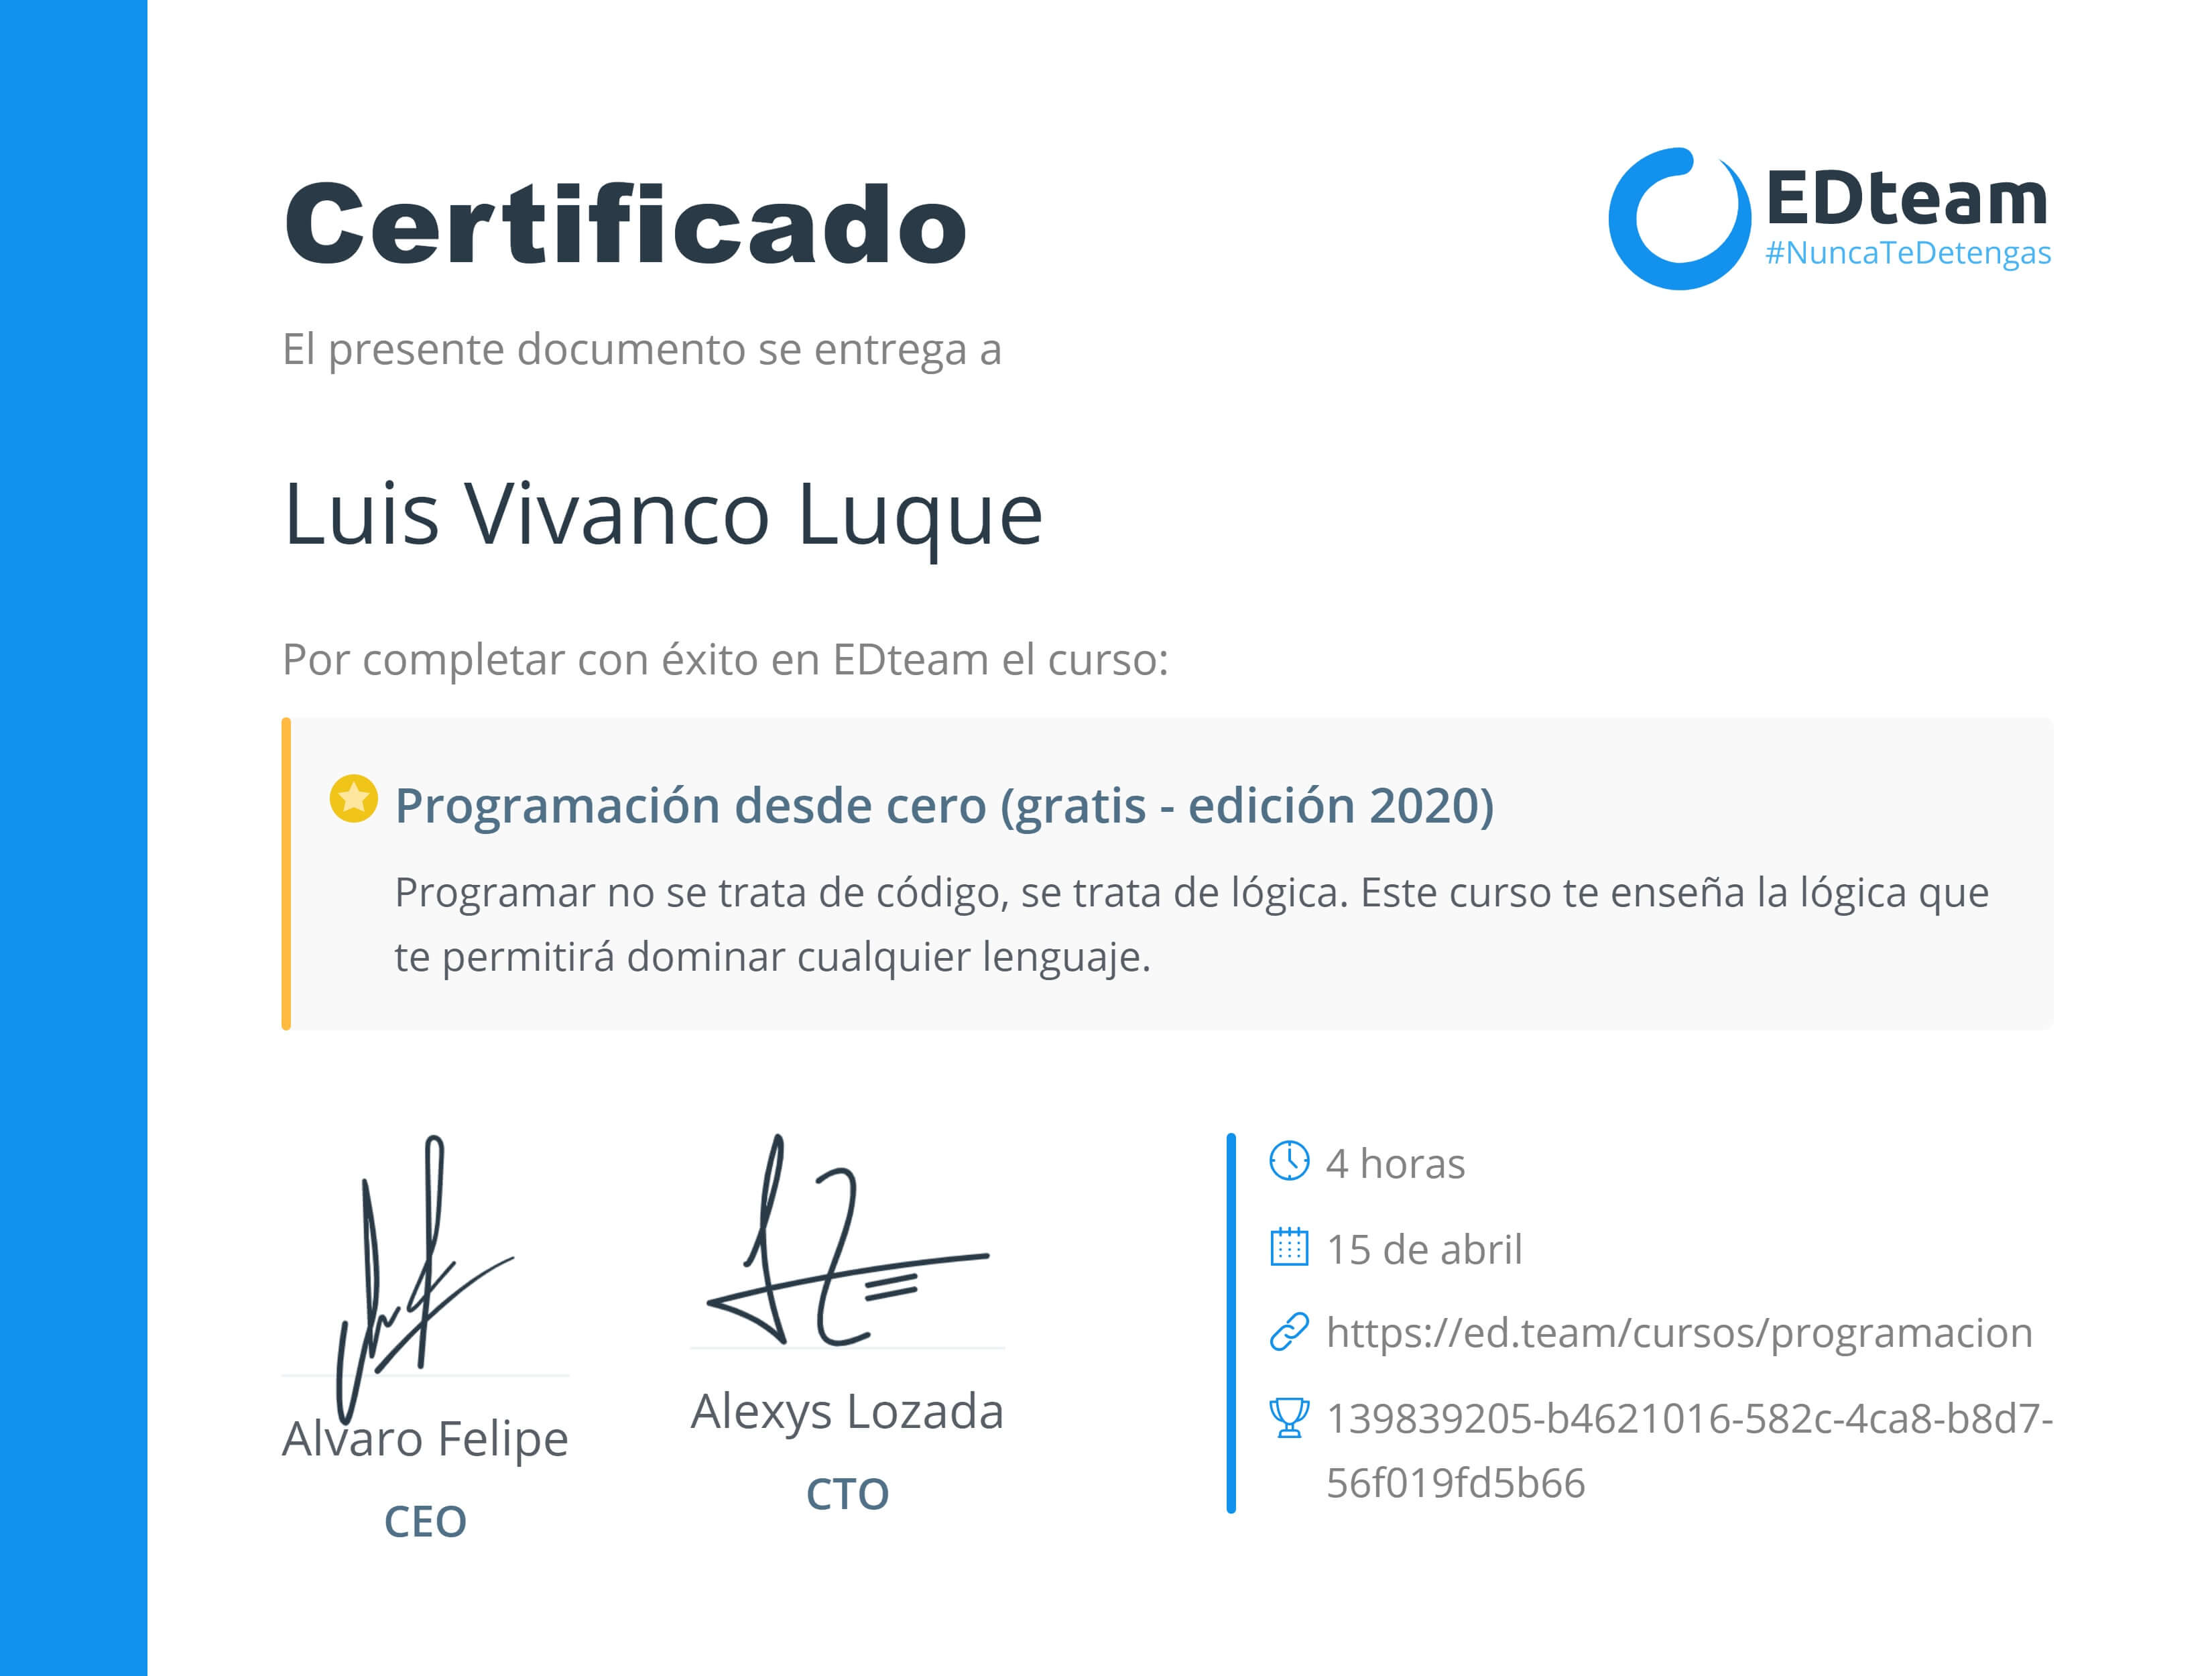 Certificado
EDteam
#NuncaTeDetengas
El presente documento se entrega a
Luis Vivanco Luque
Por completar con éxito en EDteam el curso:
Programación desde cero (gratis - edición 2020)
Programar no se trata de código, se trata de lógica. Este curso te enseña la lógica que
te permitirá dominar cualquier lenguaje.
Alvaro Felipe
CEO
Alexys Lozada
CTO
4 horas
15 de abril
https://ed.team/cursos/programacion
139839205-b4621016-582c-4ca8-b8d7-
56f019fd5b66